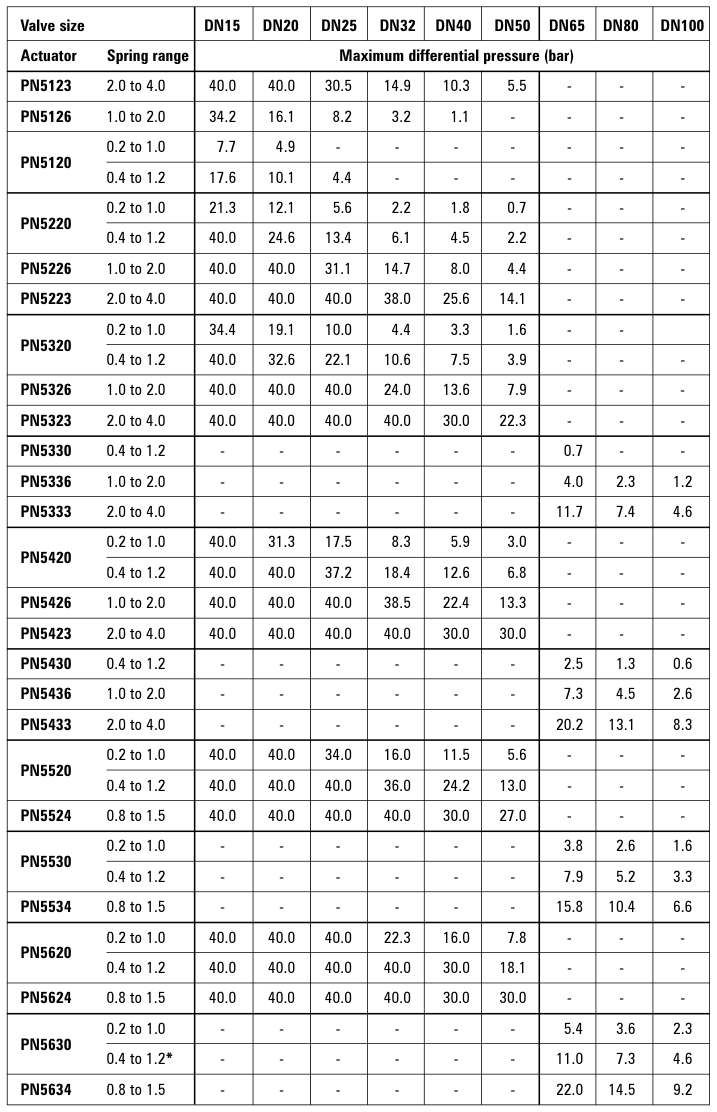 Valve size DN15 DN20 DN25 DN32 DN40 DN50 DN65 DN80 DN100
Actuator Spring range Maximum differential pressure (bar)
PN5123 2.0 to 4.0 40.0 40.0 30.5 14.9 10.3 5.5 - - -
PN5126 1.0 to 2.0 34.2 16.1 8.2 3.2 1.1 - - - -
PN5120 0.2 to 1.0 7.7 4.9 - - - - - - -
0.4 to 1.2 17.6 10.1 4.4 - - - - - -
PN5220 0.2 to 1.0 21.3 12.1 5.6 2.2 1.8 0.7 - - -
0.4 to 1.2 40.0 24.6 13.4 6.1 4.5 2.2 - - -
PN5226 1.0 to 2.0 40.0 40.0 31.1 14.7 8.0 4.4 - - -
PN5223 2.0 to 4.0 40.0 40.0 40.0 38.0 25.6 14.1 - - -
PN5320 0.2 to 1.0 34.4 19.1 10.0 4.4 3.3 1.6 - -
0.4 to 1.2 40.0 32.6 22.1 10.6 7.5 3.9 - - -
PN5326 1.0 to 2.0 40.0 40.0 40.0 24.0 13.6 7.9 - - -
PN5323 2.0 to 4.0 40.0 40.0 40.0 40.0 30.0 22.3 - - -
PN5330 0.4 to 1.2 - - - - - - 0.7 - -
PN5336 1.0 to 2.0 - - - - - - 4.0 2.3 1.2
PN5333 2.0 to 4.0 - - - - - - 11.7 7.4 4.6
PN5420 0.2 to 1.0 40.0 31.3 17.5 8.3 5.9 3.0 - - -
0.4 to 1.2 40.0 40.0 37.2 18.4 12.6 6.8 - - -
PN5426 1.0 to 2.0 40.0 40.0 40.0 38.5 22.4 13.3 - - -
PN5423 2.0 to 4.0 40.0 40.0 40.0 40.0 30.0 30.0 - - -
PN5430 0.4 to 1.2 - - - - - - 2.5 1.3 0.6
PN5436 1.0 to 2.0 - - - - - - 7.3 4.5 2.6
PN5433 2.0 to 4.0 - - - - - - 20.2 13.1 8.3
PN5520 0.2 to 1.0 40.0 40.0 34.0 16.0 11.5 5.6 - - -
0.4 to 1.2 40.0 40.0 40.0 36.0 24.2 13.0 - - -
PN5524 0.8 to 1.5 40.0 40.0 40.0 40.0 30.0 27.0 - - -
PN5530 0.2 to 1.0 - - - - - - 3.8 2.6 1.6
0.4 to 1.2 - - - - - - 7.9 5.2 3.3
PN5534 0.8 to 1.5 - - - - - - 15.8 10.4 6.6
PN5620 0.2 to 1.0 40.0 40.0 40.0 22.3 16.0 7.8 - - -
0.4 to 1.2 40.0 40.0 40.0 40.0 30.0 18.1 - - -
PN5624 0.8 to 1.5 40.0 40.0 40.0 40.0 30.0 30.0 - - -
PN5630 0.2 to 1.0 - - - - - - 5.4 3.6 2.3
0.4 to 1.2* - - - - - - 11.0 7.3 4.6
PN5634 0.8 to 1.5 - - - - - - 22.0 14.5 9.2